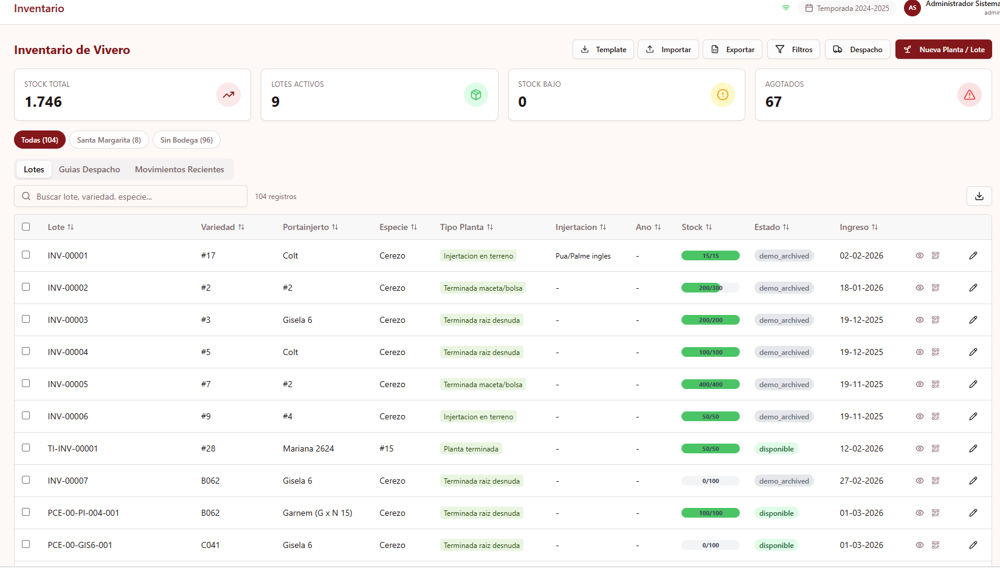 Inventario
Temporada 2024-2025
AS
Administrador Sistema
admin
Inventario de Vivero
Template
Importar
Exportar
Filtros
Despacho
Nueva Planta / Lote
STOCK TOTAL
1.746
LOTES ACTIVOS
9
STOCK BAJO
0
AGOTADOS
67
Todas (104)
Santa Margarita (8)
Sin Bodega (96)
Lotes
Guias Despacho
Movimientos Recientes
Buscar lote, variedad, especie...
104 registros
Lote Variedad Portainjerto Especie Tipo Planta Injertacion Ano Stock Estado Ingreso
INV-00001 #17 Colt Cerezo Injertacion en terreno Pua/Palme ingles - 15/15 demo_archived 02-02-2026
INV-00002 #2 #2 Cerezo Terminada maceta/bolsa - - 200/300 demo_archived 18-01-2026
INV-00003 #3 Gisela 6 Cerezo Terminada raiz desnuda - - 200/200 demo_archived 19-12-2025
INV-00004 #5 Colt Cerezo Terminada raiz desnuda - - 100/100 demo_archived 19-12-2025
INV-00005 #7 #2 Cerezo Terminada maceta/bolsa - - 400/400 demo_archived 19-11-2025
INV-00006 #9 #4 Cerezo Injertacion en terreno - - 50/50 demo_archived 19-11-2025
TI-INV-00001 #28 Mariana 2624 #15 Planta terminada - - 50/50 disponible 12-02-2026
INV-00007 B062 Gisela 6 Cerezo Terminada raiz desnuda - - 0/100 demo_archived 27-02-2026
PCE-00-PI-004-001 B062 Garnem (G x N 15) Cerezo Terminada raiz desnuda - - 100/100 disponible 01-03-2026
PCE-00-GIS6-001 C041 Gisela 6 Cerezo Terminada raiz desnuda - - 0/100 disponible 01-03-2026